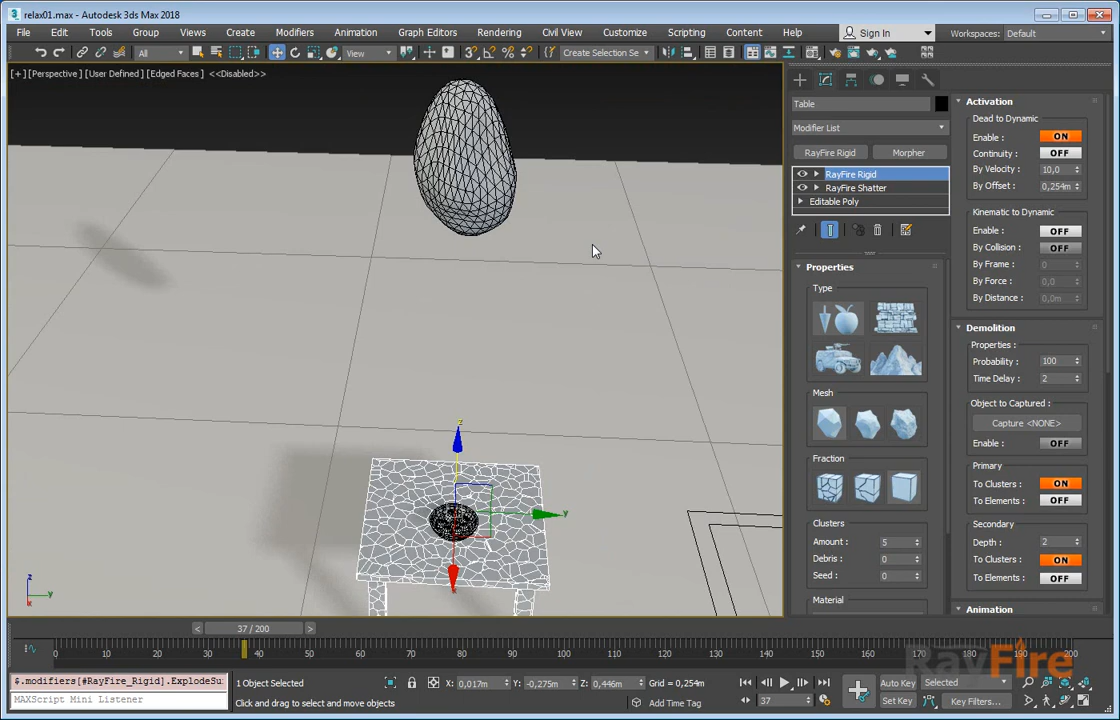 relax01.max - Autodesk 3ds Max 2018
File Edit Tools Group Views Create Modifiers Animation Graph Editors Rendering Civil View Customize Scripting Content Help Sign In Workspaces: Default
All View Create Selection Se
[+] [Perspective] [User Defined] [Edged Faces] <<Disabled>>
Table
Modifier List
RayFire Rigid Morpher
RayFire Rigid
RayFire Shatter
Editable Poly
Properties
Type
Mesh
Fraction
Clusters
Amount : 5
Debris : 0
Seed : 0
Material
Activation
Dead to Dynamic
Enable : ON
Continuity : OFF
By Velocity : 10,0
By Offset : 0,254m
Kinematic to Dynamic
Enable : OFF
By Collision : OFF
By Frame : 0
By Force : 0,0
By Distance : 0,0m
Demolition
Properties :
Probability : 100
Time Delay : 2
Object to Captured :
Capture <NONE>
Enable : OFF
Primary
To Clusters : ON
To Elements : OFF
Secondary
Depth : 2
To Clusters : ON
To Elements : OFF
Animation
z
y
x
z
y
x
< 37 / 200 >
0 10 20 30 40 50 60 70 80 90 100 110 120 130 140 150 160 170 180 190 200
RayFire
$.modifiers[#RayFire_Rigid].ExplodeSu
MAXScript Mini Listener
1 Object Selected
Click and drag to select and move objects
X: 0,017m Y: -0,275m Z: 0,446m Grid = 0,254m
Add Time Tag
37
Auto Key Selected
Set Key Key Filters...